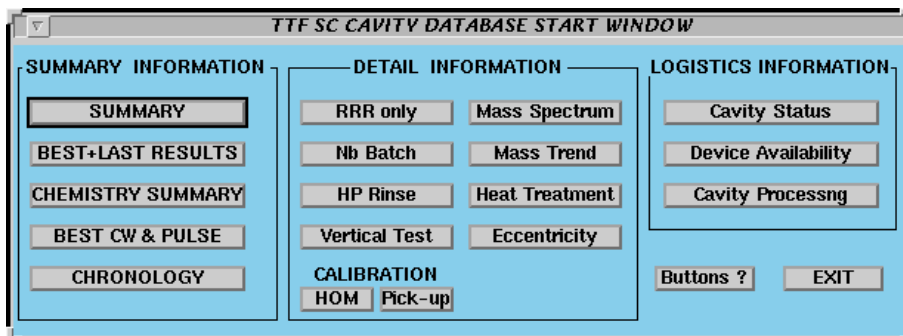 TTF SC CAVITY DATABASE START WINDOW
SUMMARY INFORMATION
SUMMARY
BEST+LAST RESULTS
CHEMISTRY SUMMARY
BEST CW & PULSE
CHRONOLOGY
DETAIL INFORMATION
RRR only
Mass Spectrum
Nb Batch
Mass Trend
HP Rinse
Heat Treatment
Vertical Test
Eccentricity
CALIBRATION
HOM
Pick-up
LOGISTICS INFORMATION
Cavity Status
Device Availability
Cavity Processng
Buttons ?
EXIT